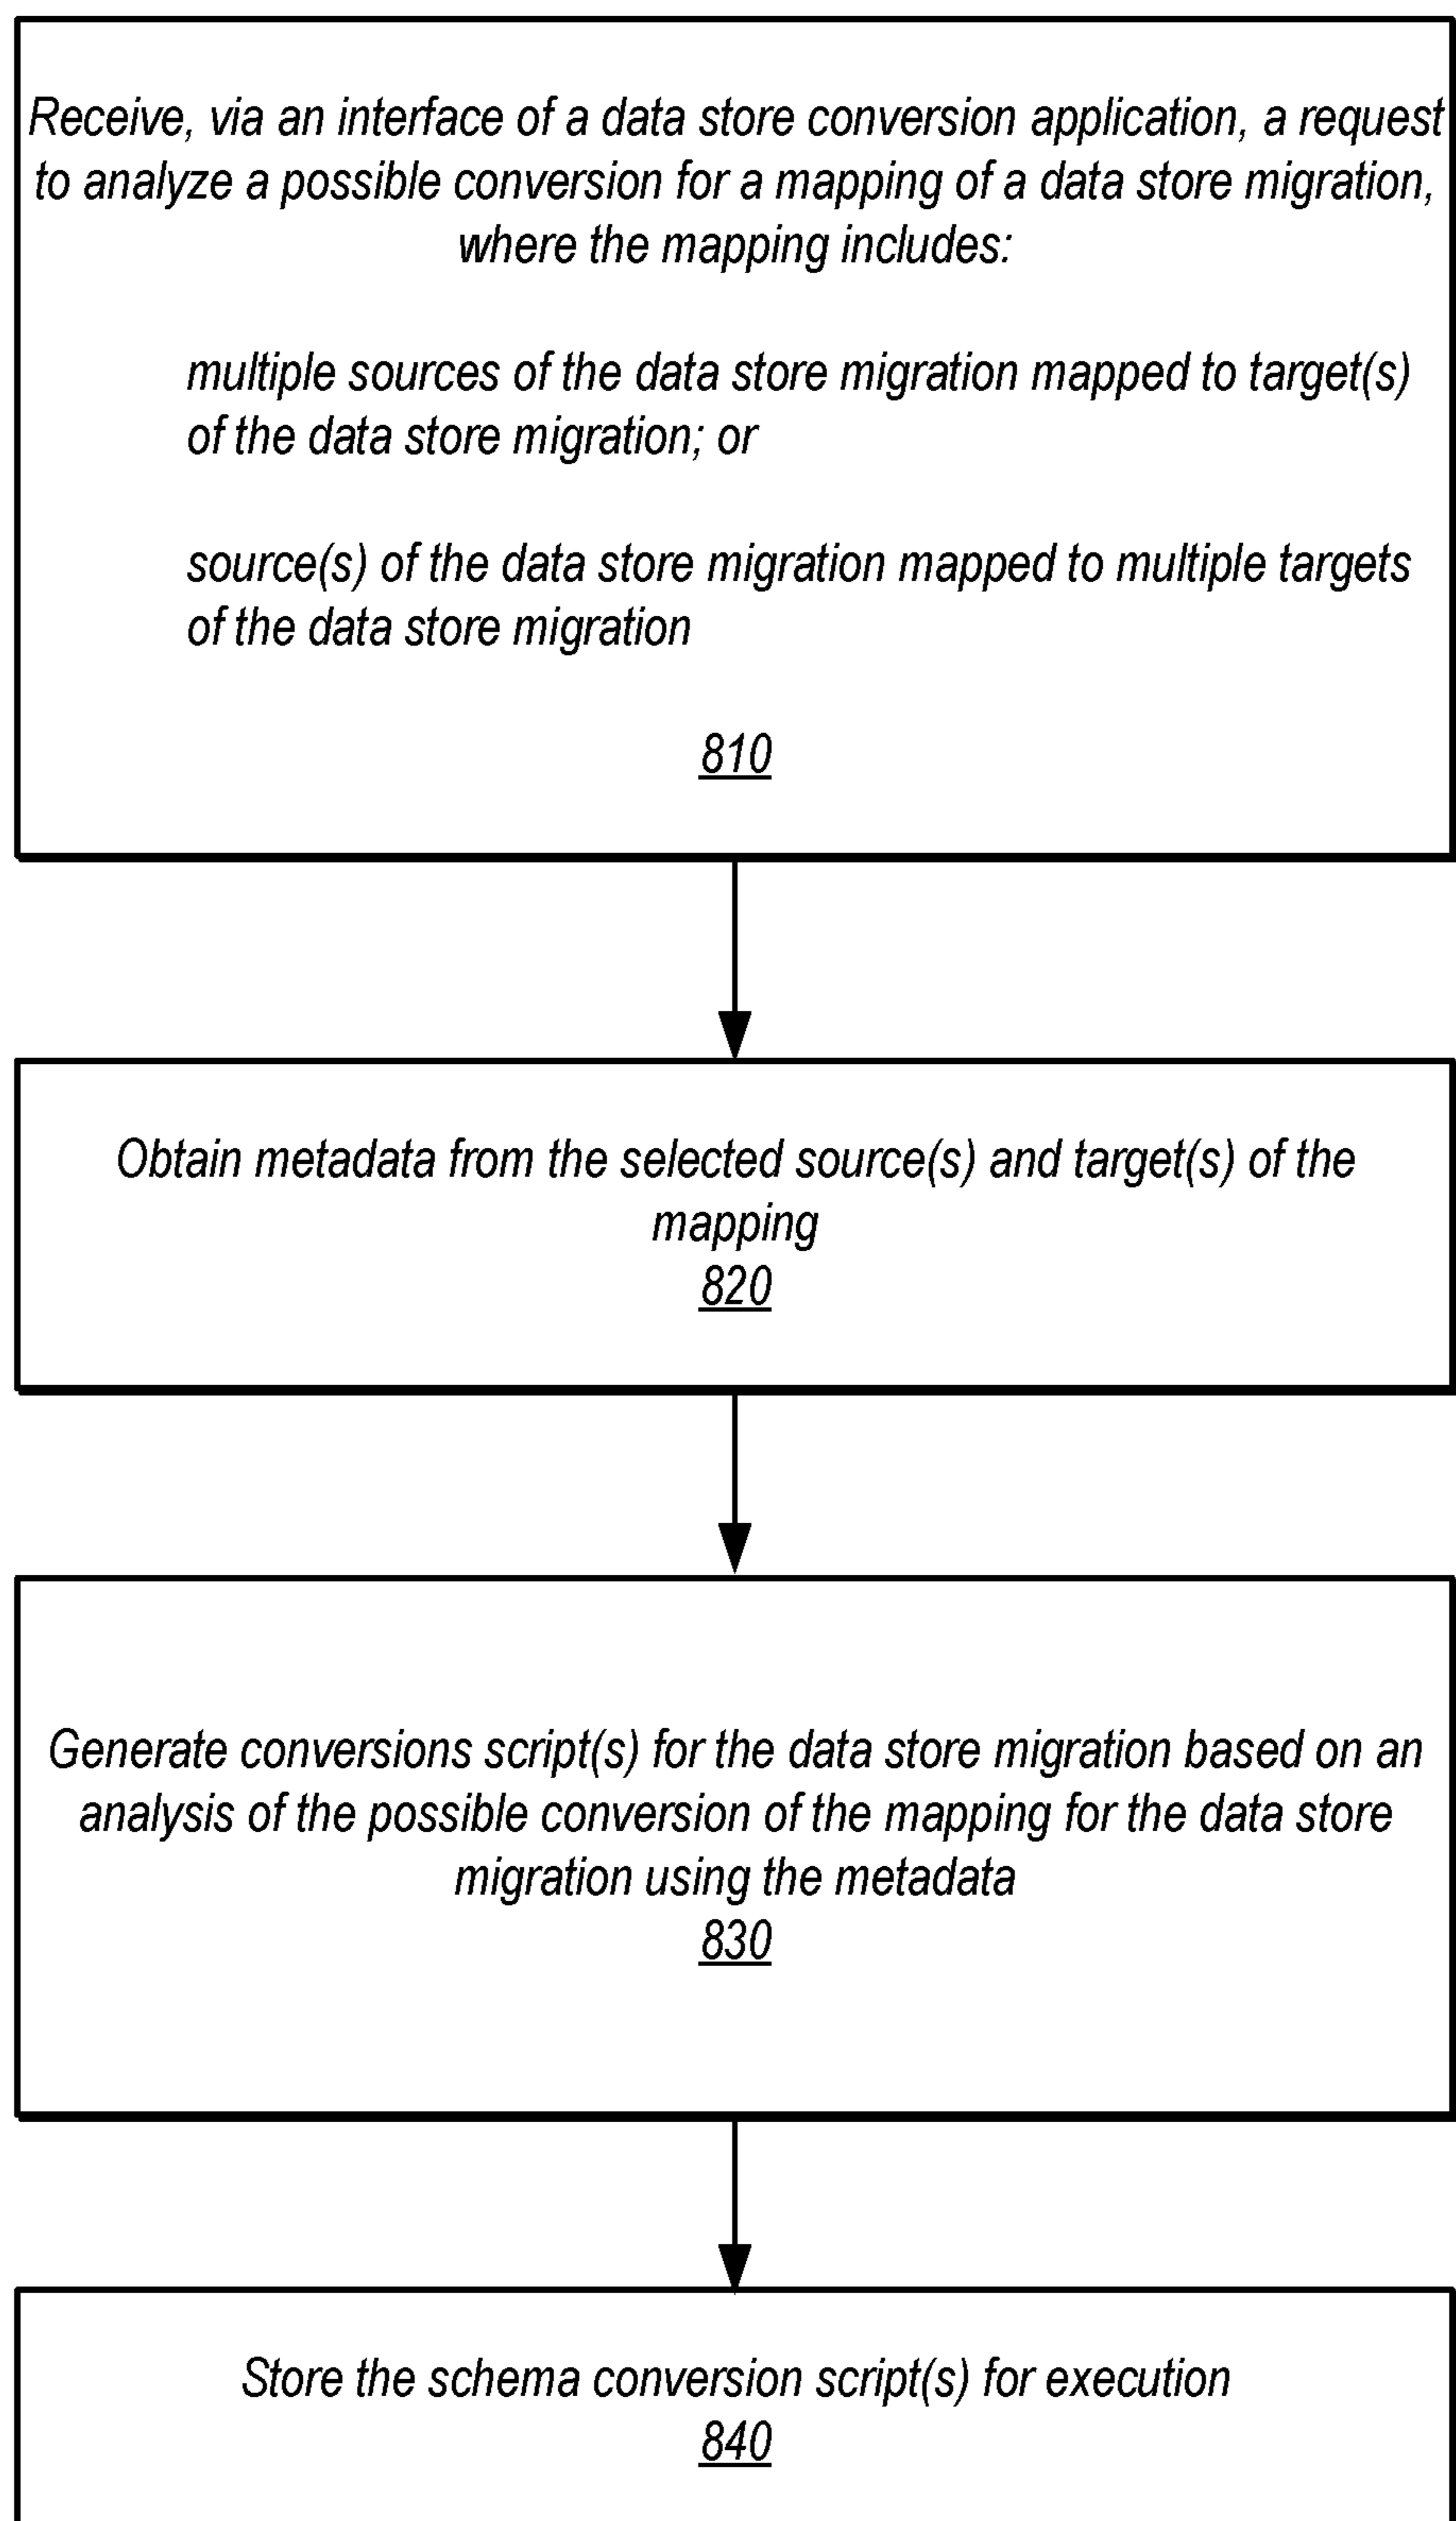 Receive, via an interface of a data store conversion application, a request
to analyze a possible conversion for a mapping of a data store migration,
where the mapping includes:
multiple sources of the data store migration mapped to target(s)
of the data store migration; or
source(s) of the data store migration mapped to multiple targets
of the data store migration
810
Obtain metadata from the selected source(s) and target(s) of the
mapping
820
Generate conversions script(s) for the data store migration based on an
analysis of the possible conversion of the mapping for the data store
migration using the metadata
830
Store the schema conversion script(s) for execution
840